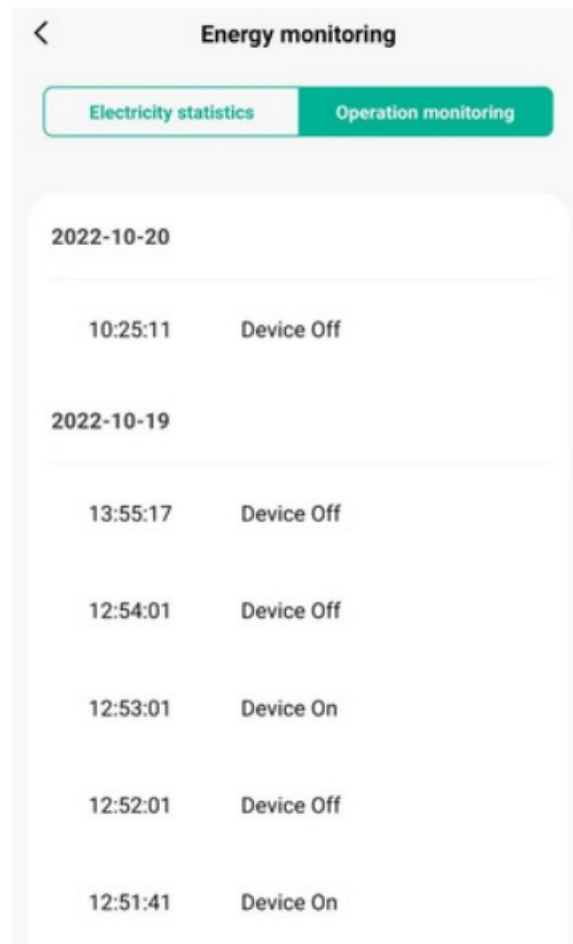 Energy monitoring
Electricity statistics Operation monitoring
2022-10-20
10:25:11 Device Off
2022-10-19
13:55:17 Device Off
12:54:01 Device Off
12:53:01 Device On
12:52:01 Device Off
12:51:41 Device On